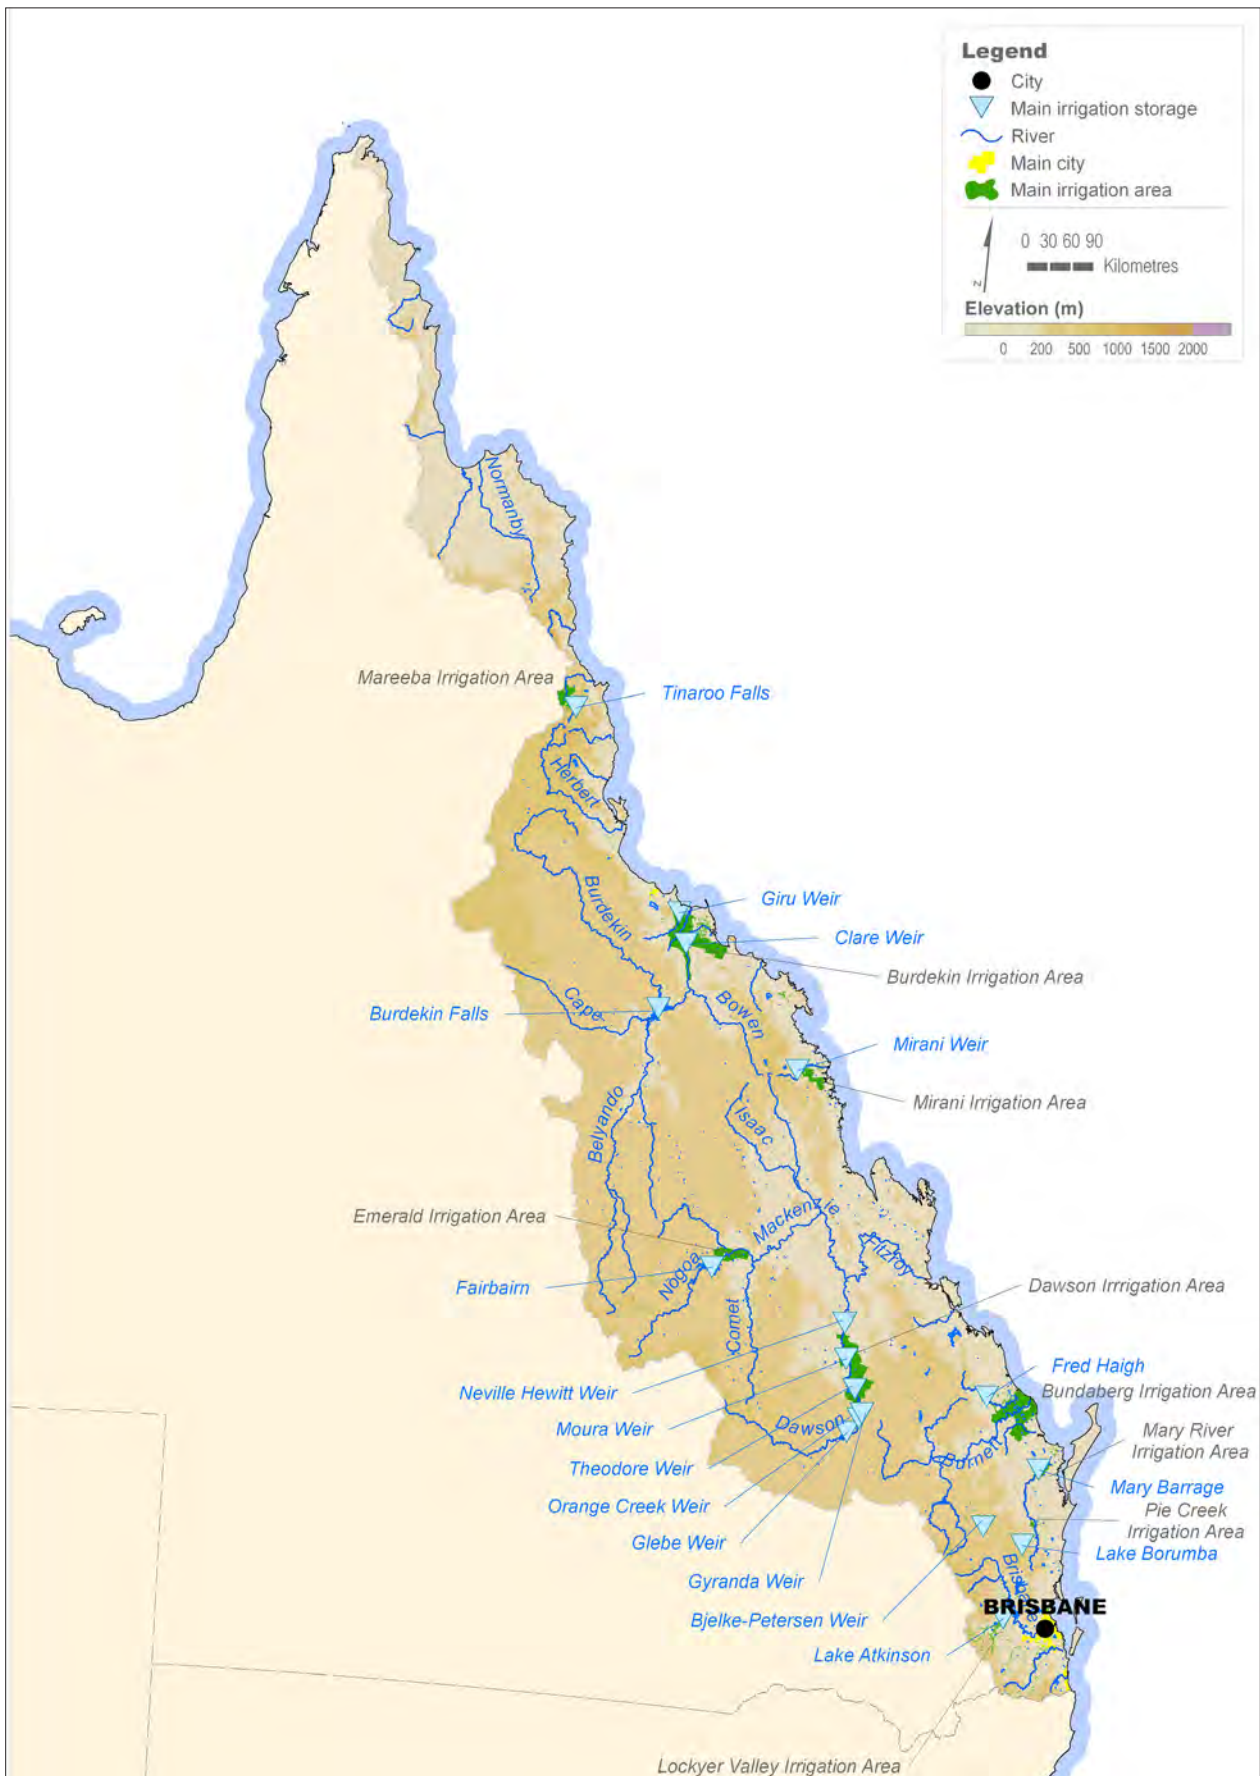 Legend
City
Main irrigation storage
River
Main city
Main irrigation area
0 30 60 90
Kilometres
N
Elevation (m)
0 200 500 1000 1500 2000
Normanby
Mareeba Irrigation Area
Tinaroo Falls
Herbert
Burdekin
Giru Weir
Clare Weir
Burdekin Irrigation Area
Cape
Bowen
Burdekin Falls
Mirani Weir
Mirani Irrigation Area
Isaac
Belyando
Emerald Irrigation Area
Mackenzie
Fitzroy
Nogoa
Fairbairn
Comet
Dawson Irrrigation Area
Neville Hewitt Weir
Fred Haigh
Bundaberg Irrigation Area
Moura Weir
Dawson
Mary River
Irrigation Area
Burnett
Theodore Weir
Mary Barrage
Orange Creek Weir
Pie Creek
Irrigation Area
Glebe Weir
Lake Borumba
Gyranda Weir
Brisbane
BRISBANE
Bjelke-Petersen Weir
Lake Atkinson
Lockyer Valley Irrigation Area